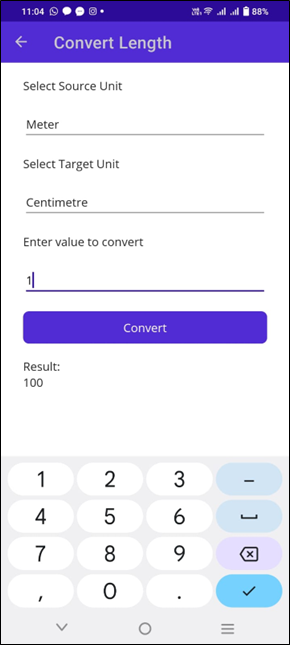 11:04 88%
Convert Length
Select Source Unit
Meter
Select Target Unit
Centimetre
Enter value to convert
1
Convert
Result:
100
1 2 3 –
4 5 6
7 8 9
, 0 .